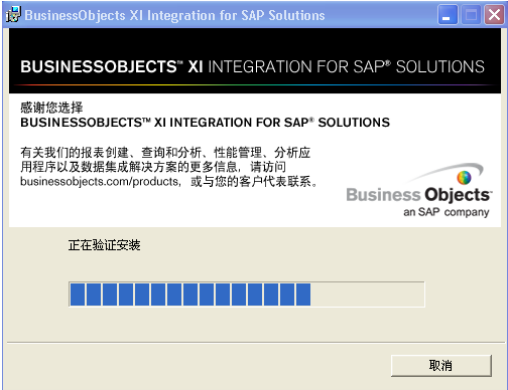 BusinessObjects XI Integration for SAP Solutions
BUSINESSOBJECTS™ XI INTEGRATION FOR SAP® SOLUTIONS
感谢您选择
BUSINESSOBJECTS™ XI INTEGRATION FOR SAP® SOLUTIONS
有关我们的报表创建、查询和分析、性能管理、分析应
用程序以及数据集成解决方案的更多信息，请访问
businessobjects.com/products，或与您的客户代表联系。
Business Objects
an SAP company
正在验证安装
取消